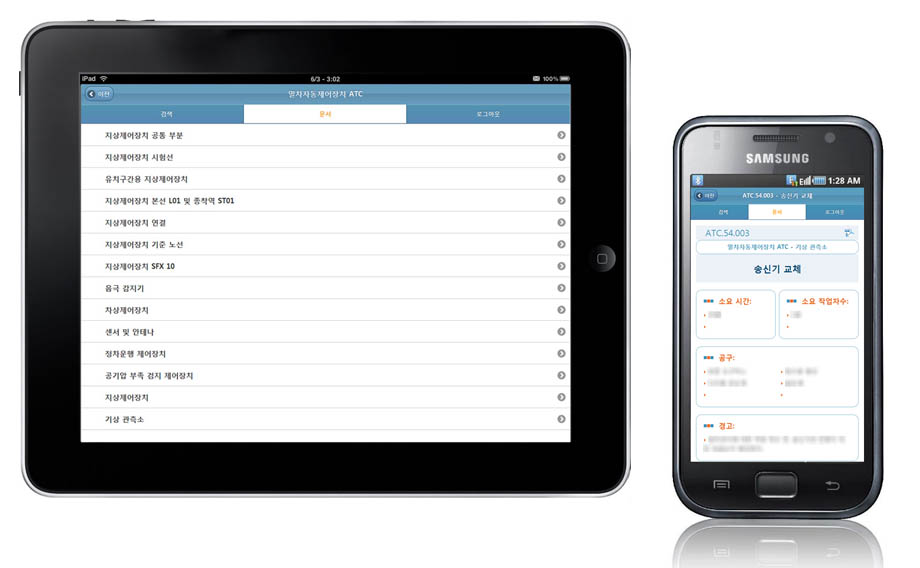 iPad
6/3 - 3:02
100%
이전
열차자동제어장치 ATC
검색
문서
로그아웃
지상제어장치 공통 부분
지상제어장치 시험선
유치구간용 지상제어장치
지상제어장치 본선 L01 및 종착역 ST01
지상제어장치 연결
지상제어장치 기준 노선
지상제어장치 SFX 10
음극 감지기
차상제어장치
센서 및 안테나
정차운행 제어장치
공기압 부족 검지 제어장치
지상제어장치
기상 관측소
SAMSUNG
1:28 AM
이전
ATC.54.003 - 송신기 교체
검색
문서
로그아웃
ATC.54.003
열차자동제어장치 ATC - 기상 관측소
송신기 교체
소요 시간:
소요 작업자수:
공구:
경고: